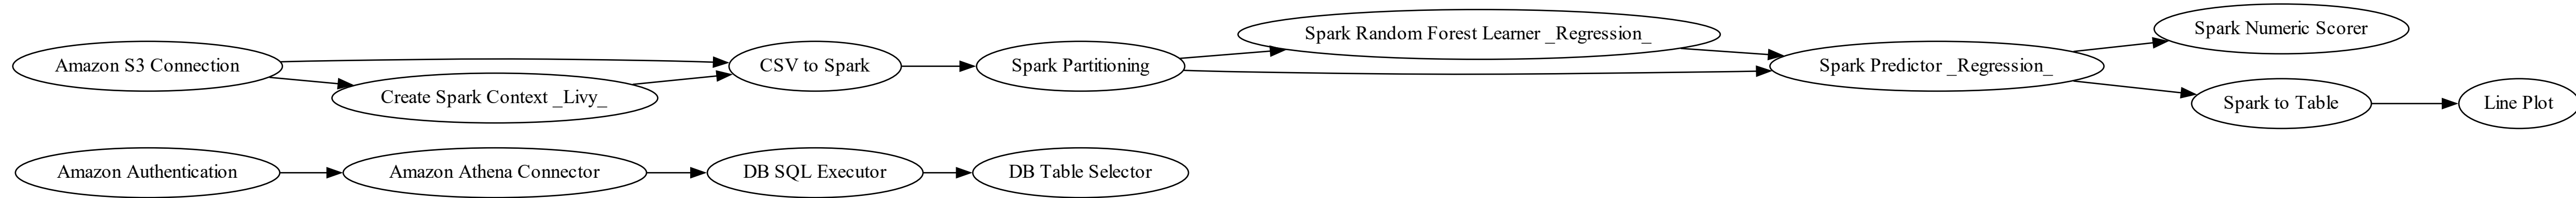 Amazon S3 Connection
Create Spark Context _Livy_
CSV to Spark
Spark Partitioning
Spark Random Forest Learner _Regression_
Spark Predictor _Regression_
Spark Numeric Scorer
Spark to Table
Line Plot
Amazon Authentication
Amazon Athena Connector
DB SQL Executor
DB Table Selector